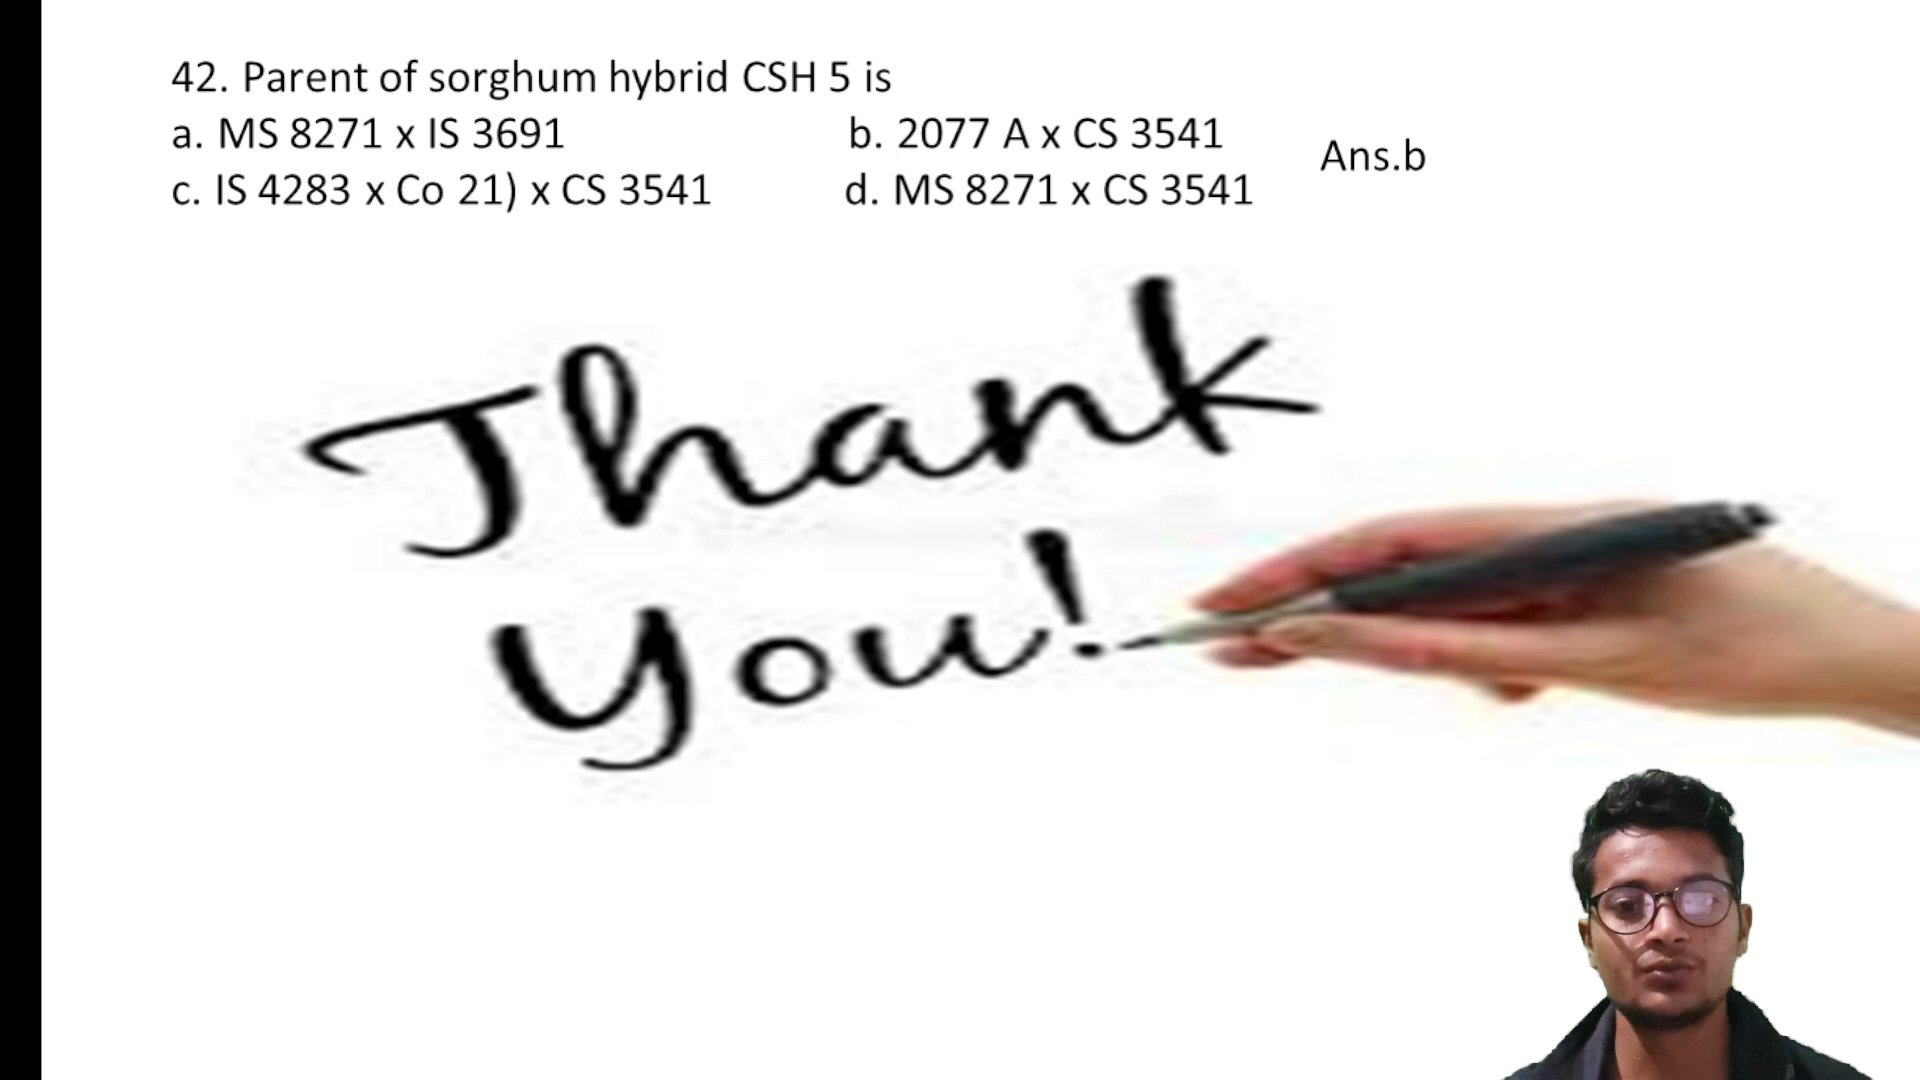 42. Parent of sorghum hybrid CSH 5 is
a. MS 8271 x IS 3691 b. 2077 A x CS 3541
Ans.b
c. IS 4283 x Co 21) x CS 3541 d. MS 8271 x CS 3541
Thank
You!